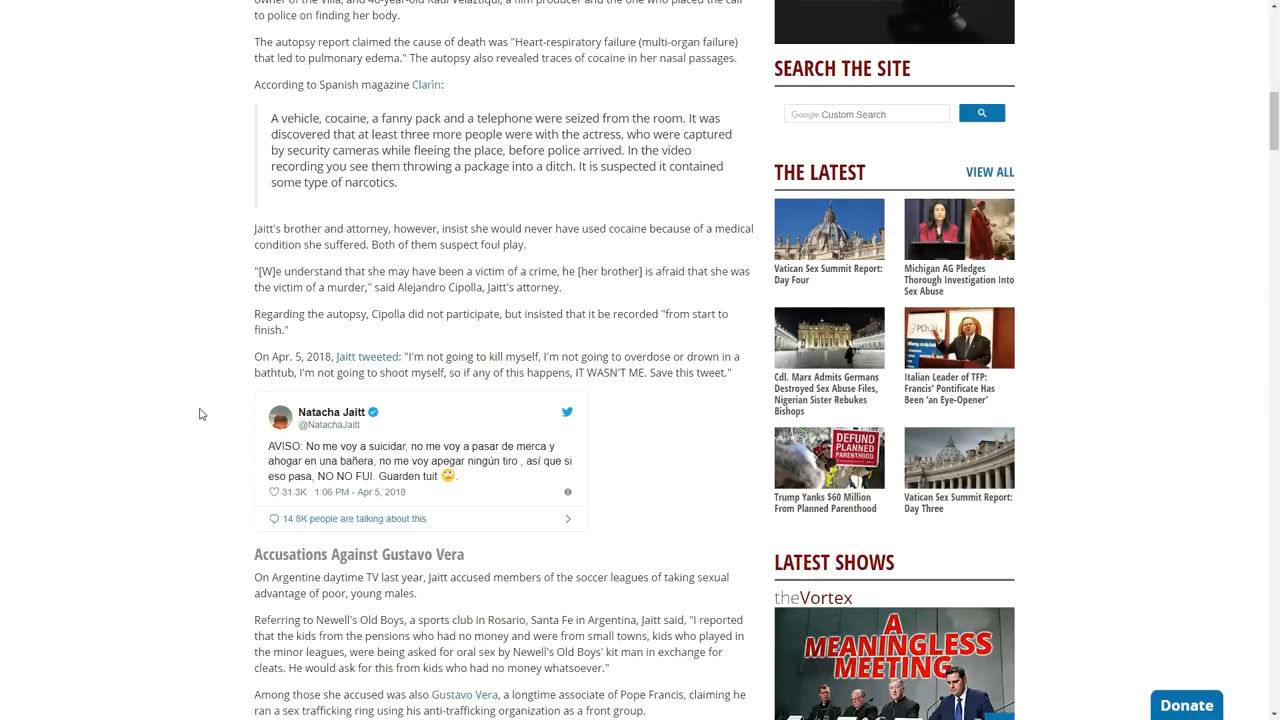 owner of the villa, and 48-year-old Raul Velaztiqui, a film producer and the one who placed the call
to police on finding her body.
The autopsy report claimed the cause of death was "Heart-respiratory failure (multi-organ failure)
that led to pulmonary edema." The autopsy also revealed traces of cocaine in her nasal passages.
According to Spanish magazine Clarìn:
A vehicle, cocaine, a fanny pack and a telephone were seized from the room. It was
discovered that at least three more people were with the actress, who were captured
by security cameras while fleeing the place, before police arrived. In the video
recording you see them throwing a package into a ditch. It is suspected it contained
some type of narcotics.
Jaitt's brother and attorney, however, insist she would never have used cocaine because of a medical
condition she suffered. Both of them suspect foul play.
"[W]e understand that she may have been a victim of a crime, he [her brother] is afraid that she was
the victim of a murder," said Alejandro Cipolla, Jaitt's attorney.
Regarding the autopsy, Cipolla did not participate, but insisted that it be recorded "from start to
finish."
On Apr. 5, 2018, Jaitt tweeted: "I'm not going to kill myself, I'm not going to overdose or drown in a
bathtub, I'm not going to shoot myself, so if any of this happens, IT WASN'T ME. Save this tweet."
Natacha Jaitt
@NatachaJaitt
AVISO: No me voy a suicidar, no me voy a pasar de merca y
ahogar en una bañera, no me voy apegar ningún tiro , así que si
eso pasa, NO NO FUI. Guarden tuit 🙄.
31.3K 1:06 PM - Apr 5, 2018
14.8K people are talking about this
Accusations Against Gustavo Vera
On Argentine daytime TV last year, Jaitt accused members of the soccer leagues of taking sexual
advantage of poor, young males.
Referring to Newell's Old Boys, a sports club in Rosario, Santa Fe in Argentina, Jaitt said, "I reported
that the kids from the pensions who had no money and were from small towns, kids who played in
the minor leagues, were being asked for oral sex by Newell's Old Boys' kit man in exchange for
cleats. He would ask for this from kids who had no money whatsoever."
Among those she accused was also Gustavo Vera, a longtime associate of Pope Francis, claiming he
ran a sex trafficking ring using his anti-trafficking organization as a front group.
SEARCH THE SITE
Google Custom Search
THE LATEST
VIEW ALL
Vatican Sex Summit Report:
Day Four
Michigan AG Pledges
Thorough Investigation Into
Sex Abuse
Cdl. Marx Admits Germans
Destroyed Sex Abuse Files,
Nigerian Sister Rebukes
Bishops
Italian Leader of TFP:
Francis' Pontificate Has
Been 'an Eye-Opener'
DEFUND
PLANNED
PARENTHOOD
Trump Yanks $60 Million
From Planned Parenthood
Vatican Sex Summit Report:
Day Three
LATEST SHOWS
theVortex
A
MEANINGLESS
MEETING
Donate